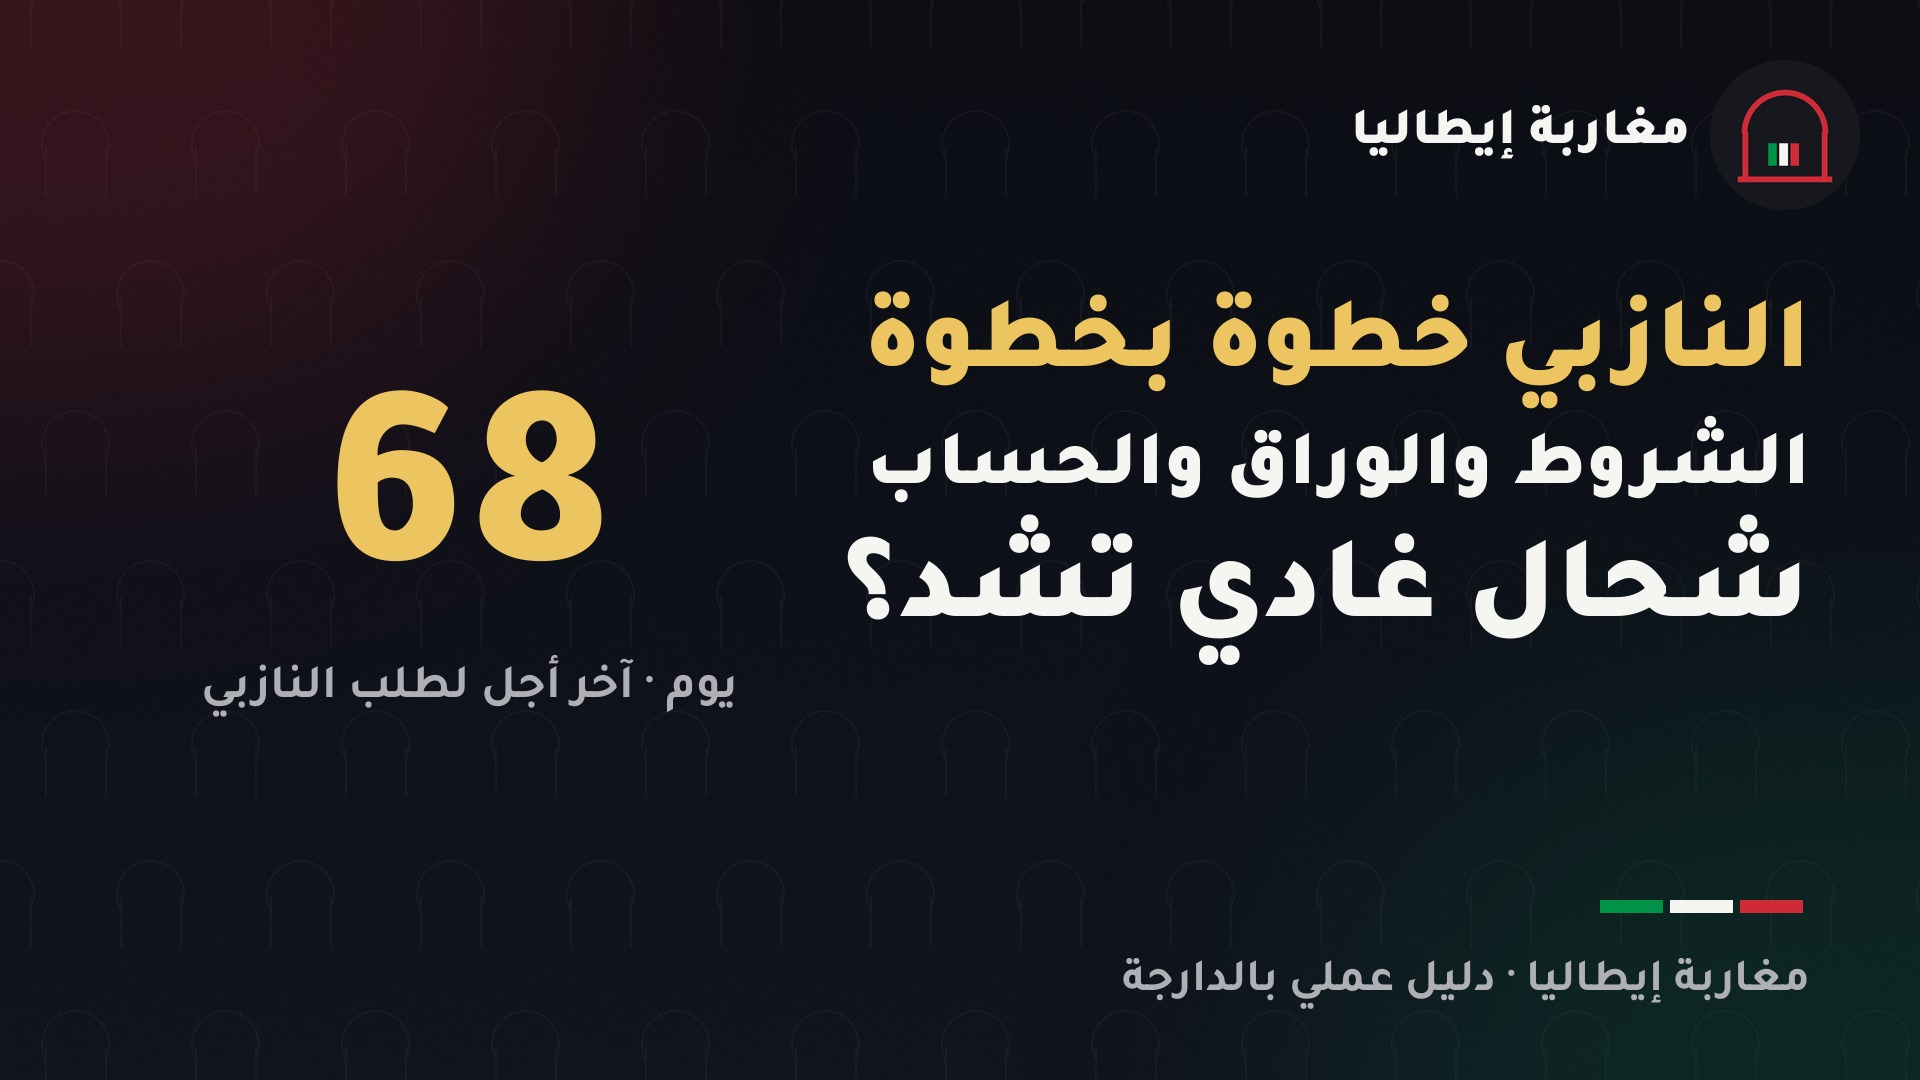 مغاربة إيطاليا
النازبي خطوة بخطوة
الشروط والوراق والحساب
شحال غادي تشد؟
68
يوم · آخر أجل لطلب النازبي
مغاربة إيطاليا · دليل عملي بالدارجة